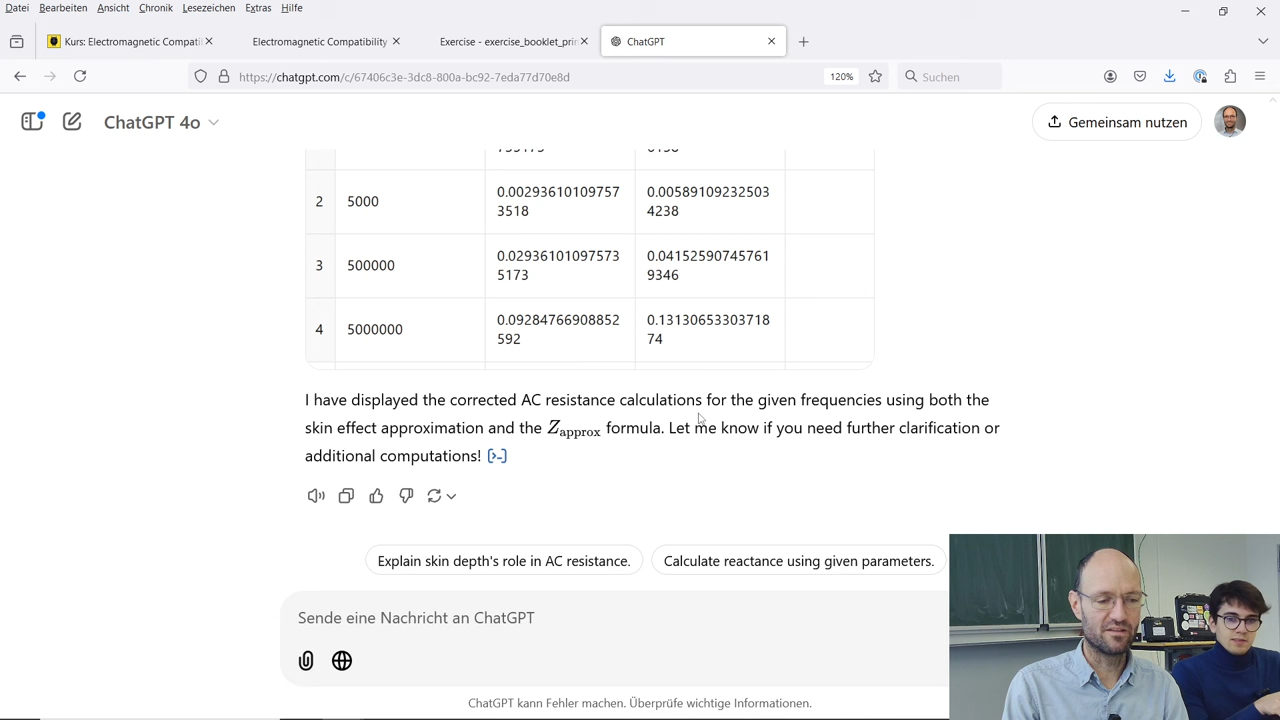 Datei Bearbeiten Ansicht Chronik Lesezeichen Extras Hilfe
Kurs: Electromagnetic Compati
Electromagnetic Compatibility
Exercise - exercise_booklet_prin
ChatGPT
https://chatgpt.com/c/67406c3e-3dc8-800a-bc92-7eda77d70e8d
120%
Suchen
ChatGPT 4o
Gemeinsam nutzen
2 5000 0.00293610109757 0.00589109232503
3518 4238
3 500000 0.02936101097573 0.04152590745761
5173 9346
4 5000000 0.09284766908852 0.13130653303718
592 74
I have displayed the corrected AC resistance calculations for the given frequencies using both the
skin effect approximation and the Zapprox formula. Let me know if you need further clarification or
additional computations! [>-]
Explain skin depth's role in AC resistance.
Calculate reactance using given parameters.
Sende eine Nachricht an ChatGPT
ChatGPT kann Fehler machen. Überprüfe wichtige Informationen.